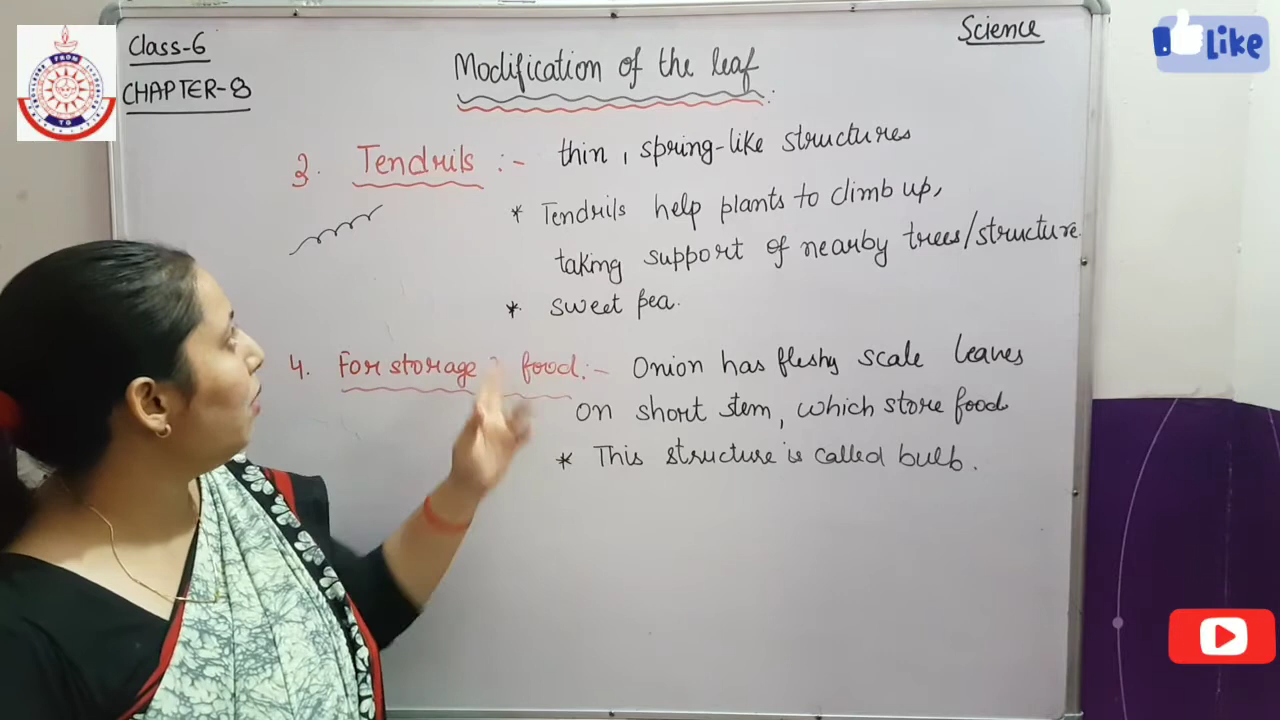 Class-6
CHAPTER-8
Science
Like
Modification of the leaf
FROM
TO
3. Tendrils :- thin, spring-like structures
* Tendrils help plants to climb up,
taking support of nearby trees/structure.
* sweet pea.
4. For storage food:- Onion has fleshy scale leaves
on short stem, which store food
* This structure is called bulb.